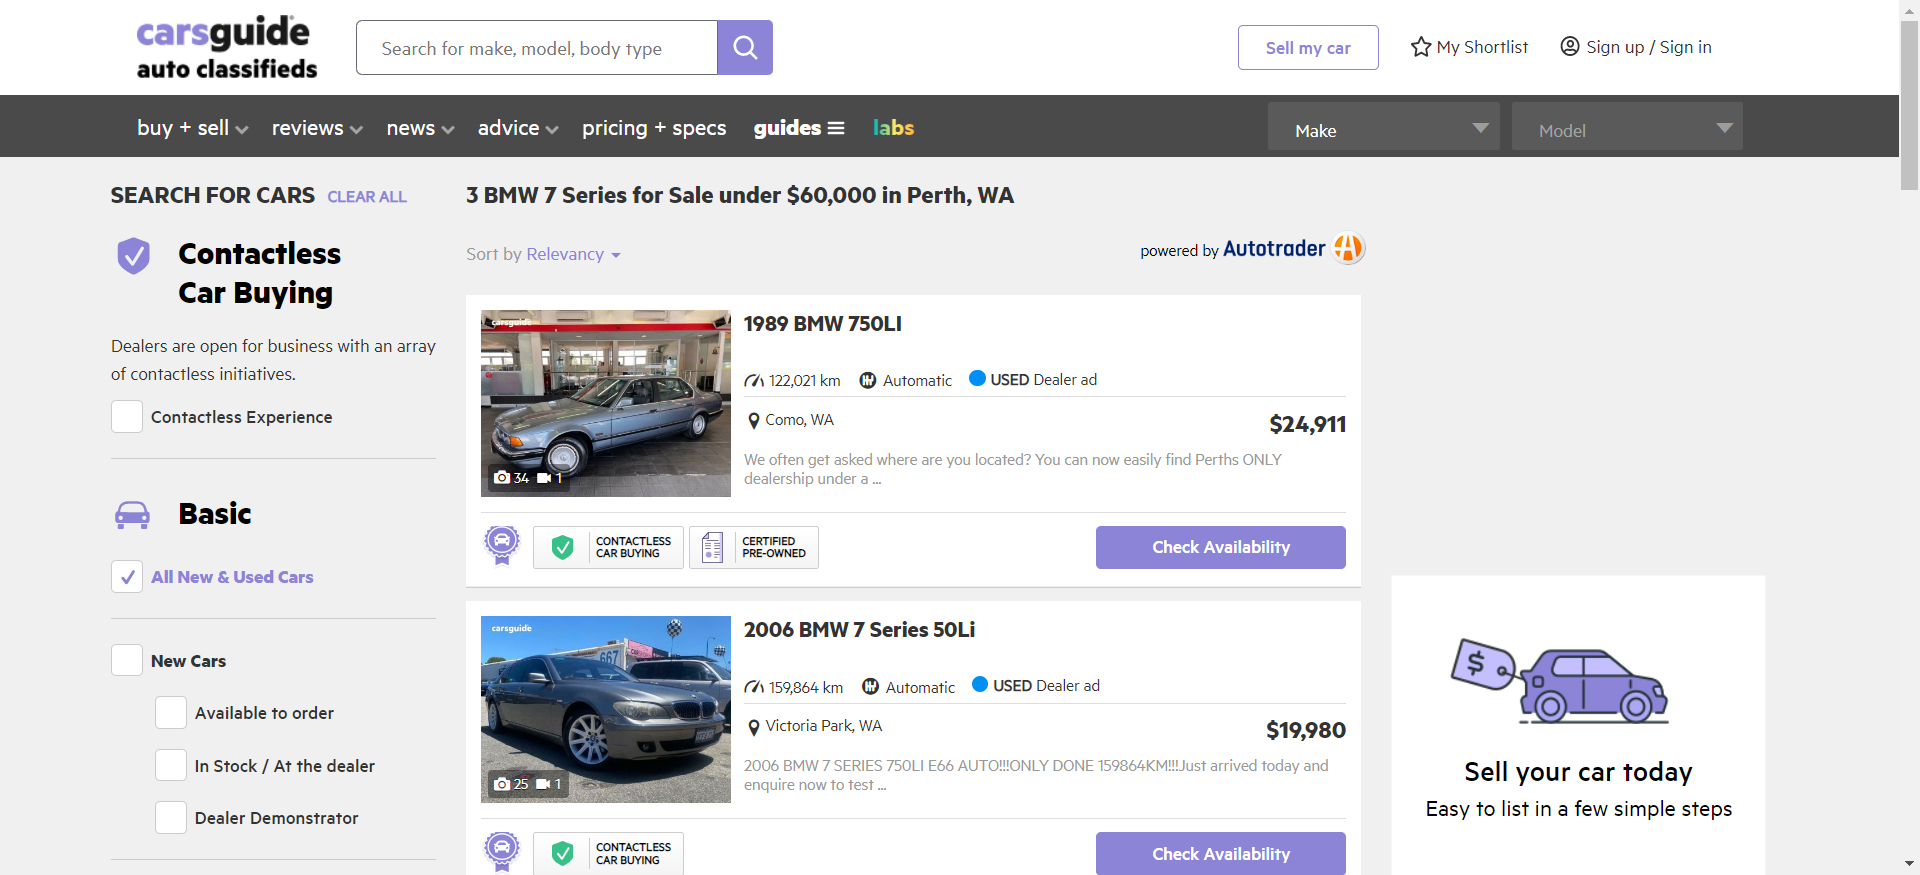 carsguide
auto classifieds
Search for make, model, body type
Sell my car
My Shortlist
Sign up / Sign in
buy + sell
reviews
news
advice
pricing + specs
guides
labs
Make
Model
SEARCH FOR CARS CLEAR ALL
Contactless
Car Buying
Dealers are open for business with an array
of contactless initiatives.
Contactless Experience
Basic
All New & Used Cars
New Cars
Available to order
In Stock / At the dealer
Dealer Demonstrator
3 BMW 7 Series for Sale under $60,000 in Perth, WA
Sort by Relevancy
powered by Autotrader
carsguide
34 1
1989 BMW 750LI
122,021 km Automatic USED Dealer ad
Como, WA
$24,911
We often get asked where are you located? You can now easily find Perths ONLY
dealership under a ...
CONTACTLESS
CAR BUYING
CERTIFIED
PRE-OWNED
Check Availability
carsguide
667
25 1
2006 BMW 7 Series 50Li
159,864 km Automatic USED Dealer ad
Victoria Park, WA
$19,980
2006 BMW 7 SERIES 750LI E66 AUTO!!!ONLY DONE 159864KM!!!Just arrived today and
enquire now to test ...
CONTACTLESS
CAR BUYING
Check Availability
$
Sell your car today
Easy to list in a few simple steps